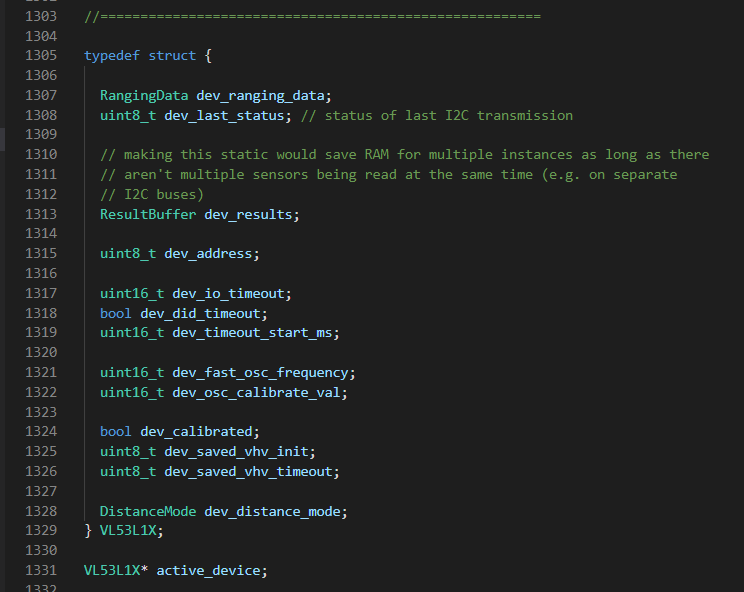 1303 //=======================================================
1304
1305 typedef struct {
1306
1307 RangingData dev_ranging_data;
1308 uint8_t dev_last_status; // status of last I2C transmission
1309
1310 // making this static would save RAM for multiple instances as long as there
1311 // aren't multiple sensors being read at the same time (e.g. on separate
1312 // I2C buses)
1313 ResultBuffer dev_results;
1314
1315 uint8_t dev_address;
1316
1317 uint16_t dev_io_timeout;
1318 bool dev_did_timeout;
1319 uint16_t dev_timeout_start_ms;
1320
1321 uint16_t dev_fast_osc_frequency;
1322 uint16_t dev_osc_calibrate_val;
1323
1324 bool dev_calibrated;
1325 uint8_t dev_saved_vhv_init;
1326 uint8_t dev_saved_vhv_timeout;
1327
1328 DistanceMode dev_distance_mode;
1329 } VL53L1X;
1330
1331 VL53L1X* active_device;
1332